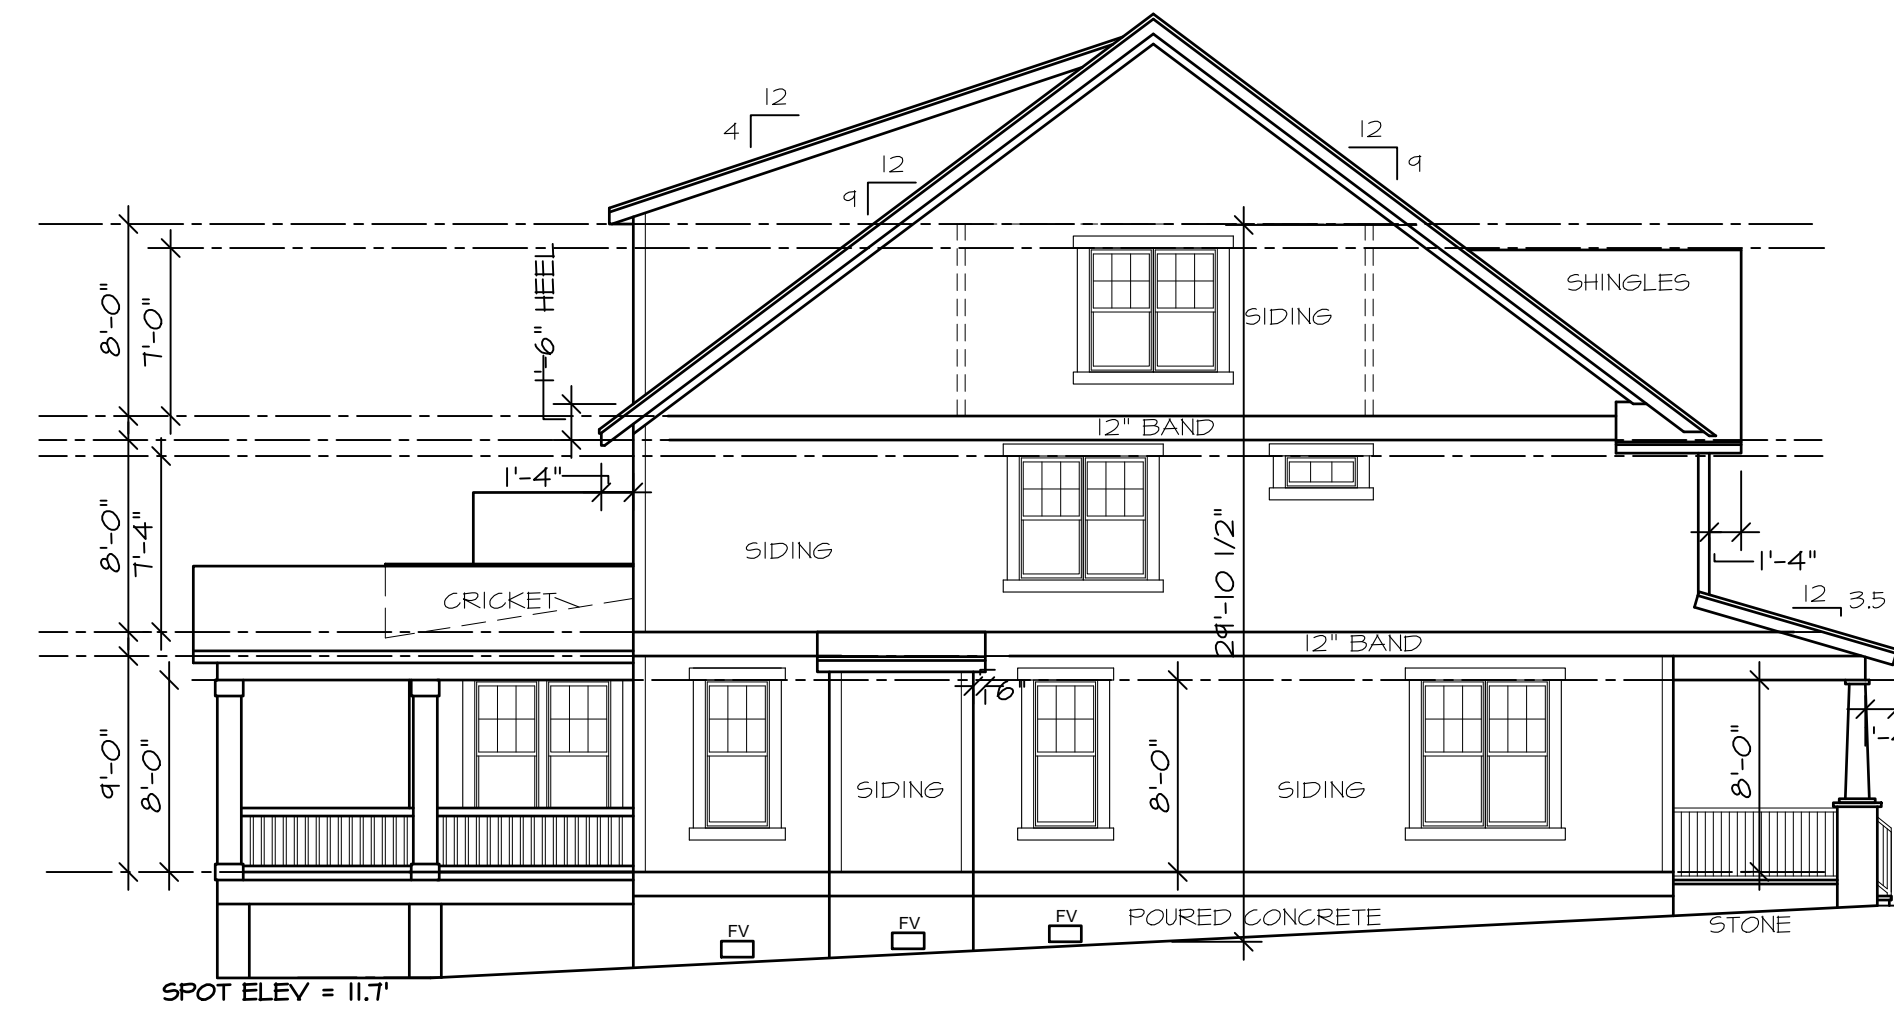 12
4
12
9
12
9
8'-0"
7'-0"
1'-6" HEEL
SHINGLES
SIDING
12" BAND
1'-4"
8'-0"
7'-4"
SIDING
29'-10 1/2"
1'-4"
CRICKET
12
3.5
12" BAND
9'-0"
8'-0"
SIDING
8'-0"
SIDING
8'-0"
FV
FV
FV
POURED CONCRETE
STONE
SPOT ELEV = 11.7'